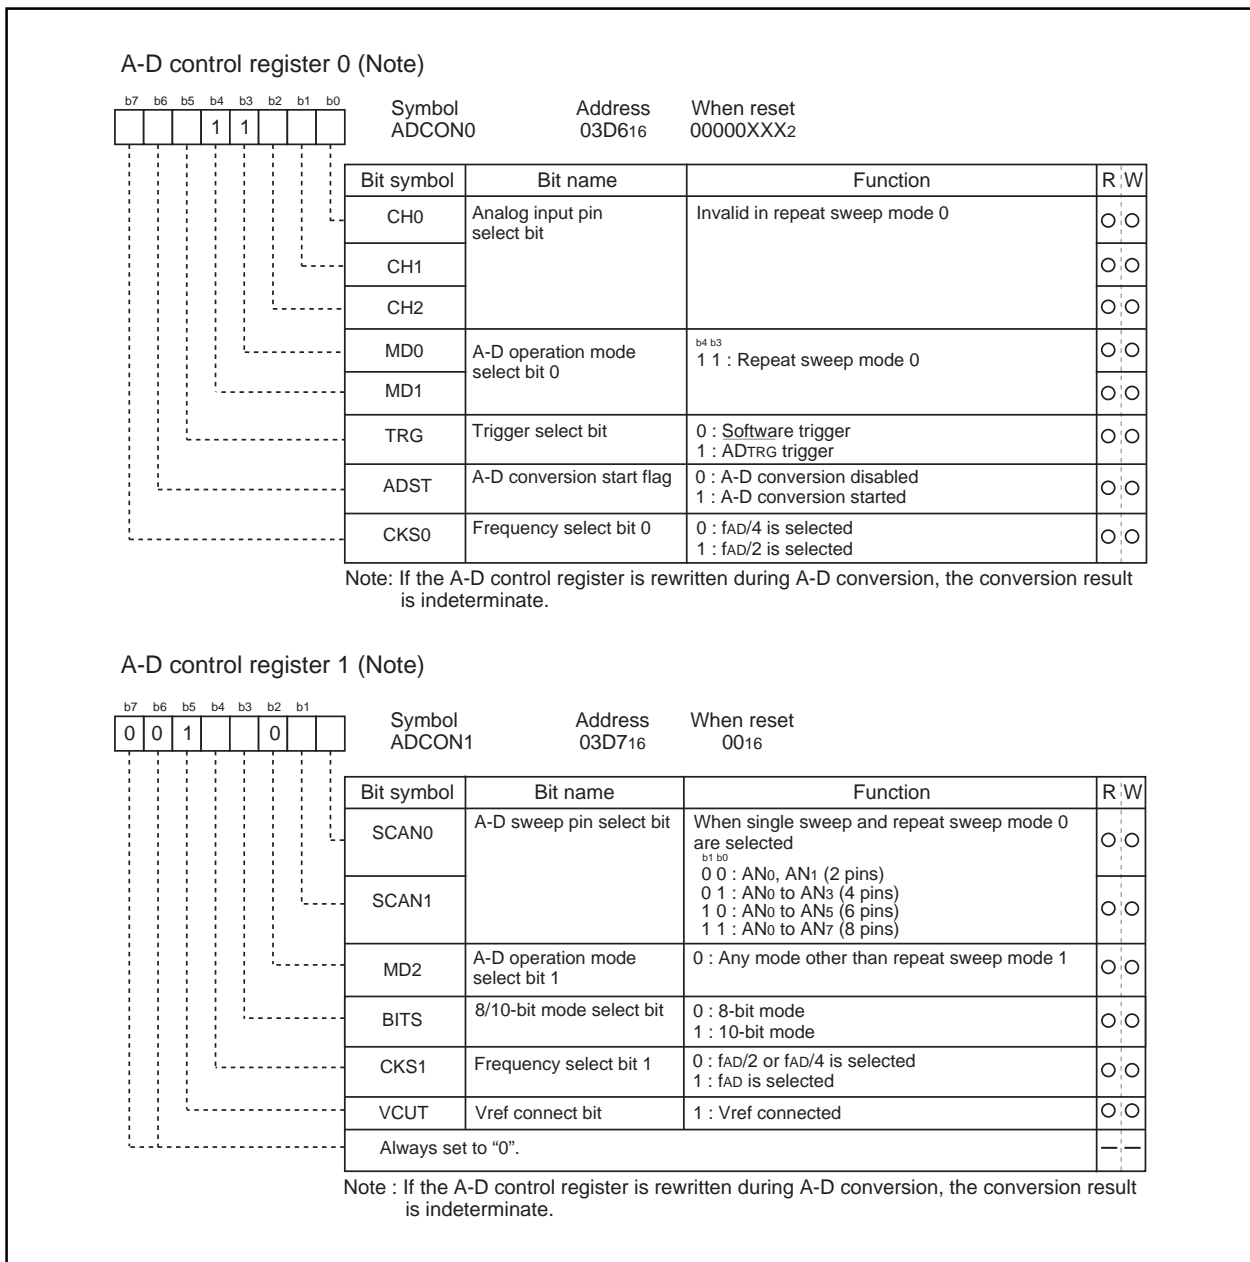 A-D control register 0 (Note)
b7 b6 b5 b4 b3 b2 b1 b0
1 1
Symbol Address When reset
ADCON0 03D616 00000XXX2
Bit symbol Bit name Function R W
CH0 Analog input pin select bit Invalid in repeat sweep mode 0
CH1
CH2
MD0 A-D operation mode select bit 0 b4 b3
1 1 : Repeat sweep mode 0
MD1
TRG Trigger select bit 0 : Software trigger
1 : ADTRG trigger
ADST A-D conversion start flag 0 : A-D conversion disabled
1 : A-D conversion started
CKS0 Frequency select bit 0 0 : fAD/4 is selected
1 : fAD/2 is selected
Note: If the A-D control register is rewritten during A-D conversion, the conversion result
is indeterminate.
A-D control register 1 (Note)
b7 b6 b5 b4 b3 b2 b1
0 0 1 0
Symbol Address When reset
ADCON1 03D716 0016
Bit symbol Bit name Function R W
SCAN0 A-D sweep pin select bit When single sweep and repeat sweep mode 0
are selected
b1 b0
0 0 : AN0, AN1 (2 pins)
0 1 : AN0 to AN3 (4 pins)
SCAN1 1 0 : AN0 to AN5 (6 pins)
1 1 : AN0 to AN7 (8 pins)
MD2 A-D operation mode select bit 1 0 : Any mode other than repeat sweep mode 1
BITS 8/10-bit mode select bit 0 : 8-bit mode
1 : 10-bit mode
CKS1 Frequency select bit 1 0 : fAD/2 or fAD/4 is selected
1 : fAD is selected
VCUT Vref connect bit 1 : Vref connected
Always set to “0”.
Note : If the A-D control register is rewritten during A-D conversion, the conversion result
is indeterminate.